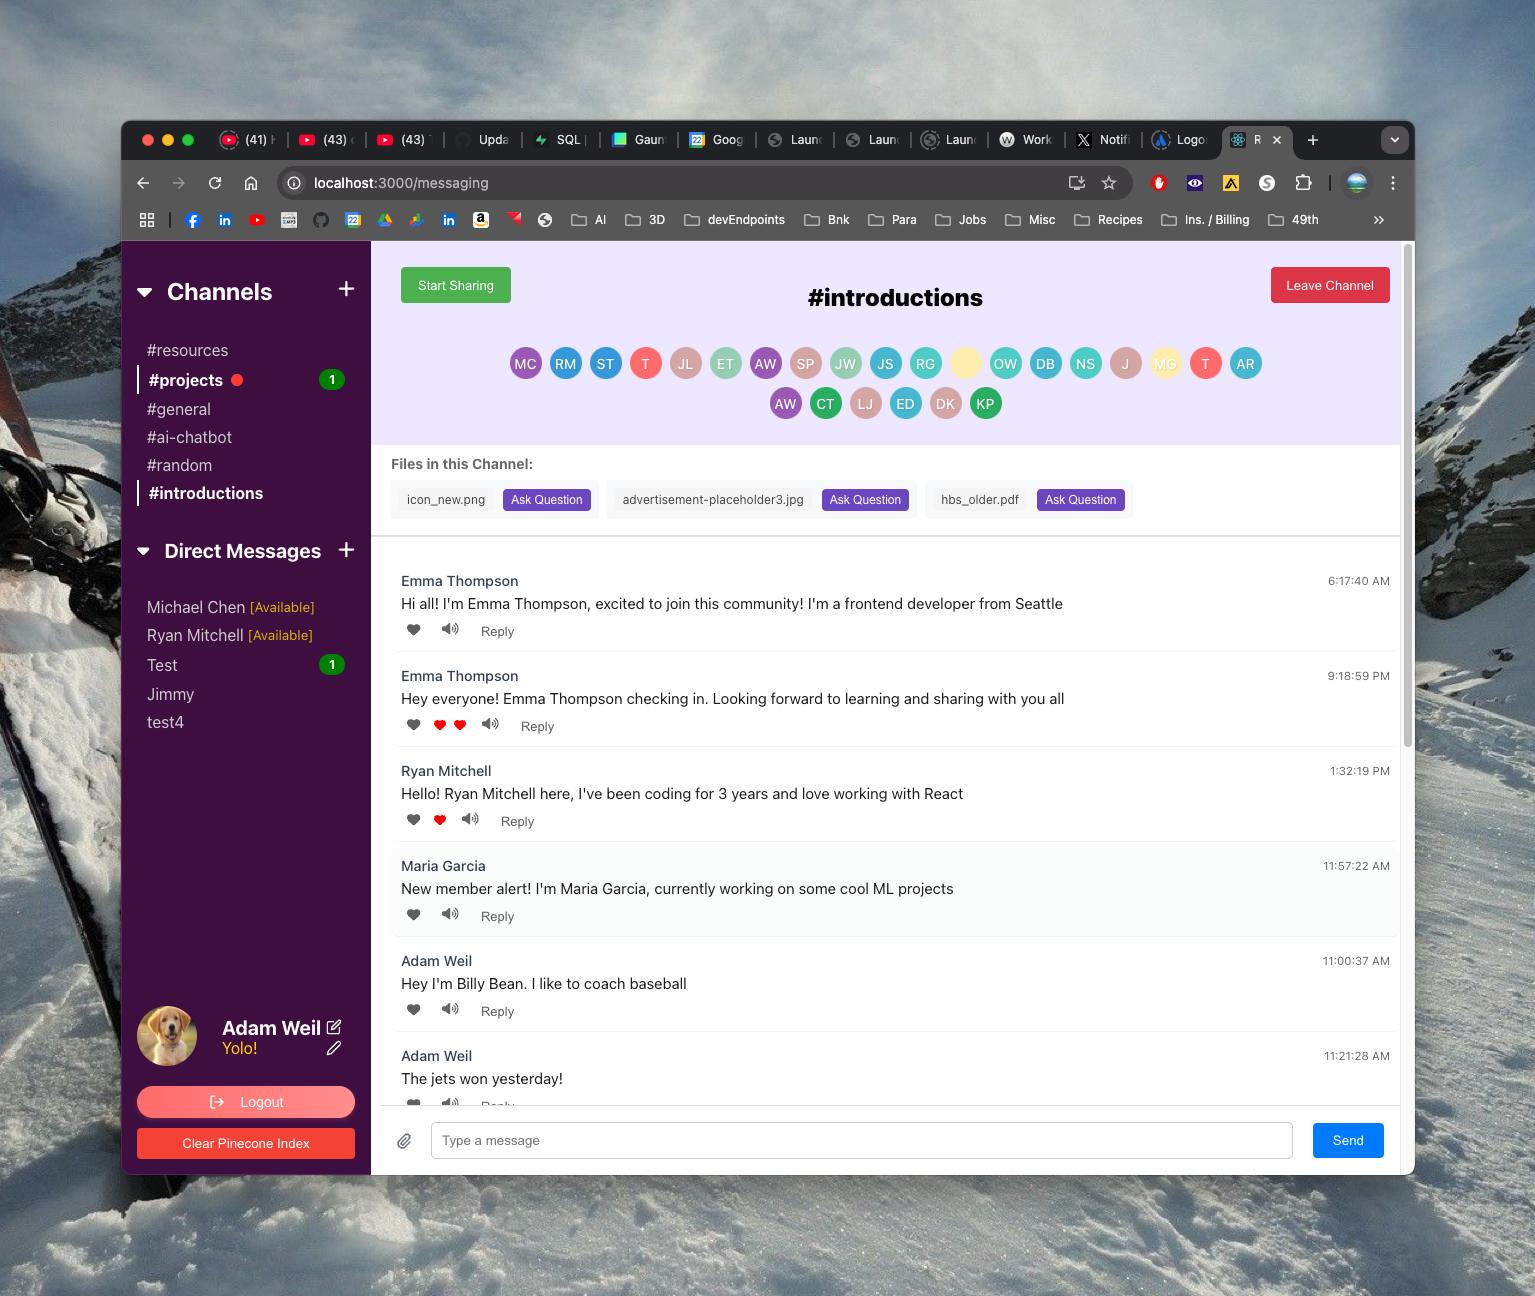 (41) H
(43) c
(43)
Upda
SQL |
Gaun
22
Goog
Laun
Laun
Laun
W
Work
Notifi
Logo
R
localhost:3000/messaging
22
AI
3D
devEndpoints
Bnk
Para
Jobs
Misc
Recipes
Ins. / Billing
49th
Channels
#resources
#projects
1
#general
#ai-chatbot
#random
#introductions
Direct Messages
Michael Chen [Available]
Ryan Mitchell [Available]
Test
1
Jimmy
test4
Adam Weil
Yolo!
Logout
Clear Pinecone Index
Start Sharing
#introductions
Leave Channel
MC RM ST T JL ET AW SP JW JS RG OW DB NS J MG T AR
AW CT LJ ED DK KP
Files in this Channel:
icon_new.png Ask Question advertisement-placeholder3.jpg Ask Question hbs_older.pdf Ask Question
Emma Thompson 6:17:40 AM
Hi all! I'm Emma Thompson, excited to join this community! I'm a frontend developer from Seattle
Reply
Emma Thompson 9:18:59 PM
Hey everyone! Emma Thompson checking in. Looking forward to learning and sharing with you all
Reply
Ryan Mitchell 1:32:19 PM
Hello! Ryan Mitchell here, I've been coding for 3 years and love working with React
Reply
Maria Garcia 11:57:22 AM
New member alert! I'm Maria Garcia, currently working on some cool ML projects
Reply
Adam Weil 11:00:37 AM
Hey I'm Billy Bean. I like to coach baseball
Reply
Adam Weil 11:21:28 AM
The jets won yesterday!
Reply
Type a message
Send